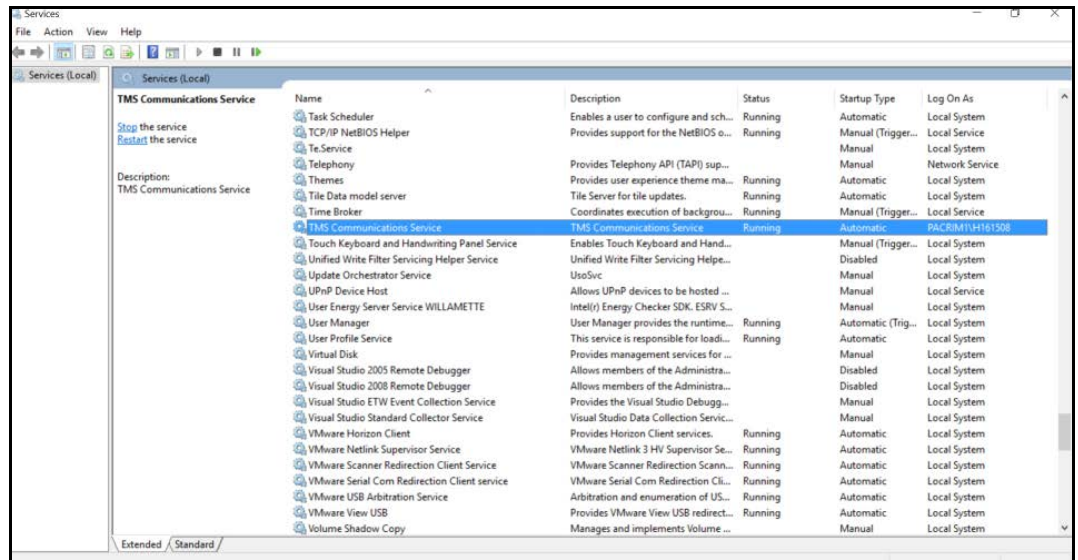 Services
File Action View Help
Services (Local)
Services (Local)
TMS Communications Service
Stop the service
Restart the service
Description:
TMS Communications Service
Name Description Status Startup Type Log On As
Task Scheduler Enables a user to configure and sch... Running Automatic Local System
TCP/IP NetBIOS Helper Provides support for the NetBIOS o... Running Manual (Trigger... Local Service
Te.Service Manual Local System
Telephony Provides Telephony API (TAPI) sup... Manual Network Service
Themes Provides user experience theme ma... Running Automatic Local System
Tile Data model server Tile Server for tile updates. Running Automatic Local System
Time Broker Coordinates execution of backgrou... Running Manual (Trigger... Local Service
TMS Communications Service TMS Communications Service Running Automatic PACRIM1\H161508
Touch Keyboard and Handwriting Panel Service Enables Touch Keyboard and Hand... Manual (Trigger... Local System
Unified Write Filter Servicing Helper Service Unified Write Filter Servicing Helpe... Disabled Local System
Update Orchestrator Service UsoSvc Manual Local System
UPnP Device Host Allows UPnP devices to be hosted ... Manual Local Service
User Energy Server Service WILLAMETTE Intel(r) Energy Checker SDK. ESRV S... Manual Local System
User Manager User Manager provides the runtime... Running Automatic (Trig... Local System
User Profile Service This service is responsible for loadi... Running Automatic Local System
Virtual Disk Provides management services for ... Manual Local System
Visual Studio 2005 Remote Debugger Allows members of the Administra... Disabled Local System
Visual Studio 2008 Remote Debugger Allows members of the Administra... Disabled Local System
Visual Studio ETW Event Collection Service Provides the Visual Studio Debugg... Manual Local System
Visual Studio Standard Collector Service Visual Studio Data Collection Servic... Manual Local System
VMware Horizon Client Provides Horizon Client services. Running Automatic Local System
VMware Netlink Supervisor Service VMware Netlink 3 HV Supervisor Se... Running Automatic Local System
VMware Scanner Redirection Client Service VMware Scanner Redirection Scann... Running Automatic Local System
VMware Serial Com Redirection Client service VMware Serial Com Redirection Cli... Running Automatic Local System
VMware USB Arbitration Service Arbitration and enumeration of US... Running Automatic Local System
VMware View USB Provides VMware View USB redirect... Running Automatic Local System
Volume Shadow Copy Manages and implements Volume ... Manual Local System
Extended Standard